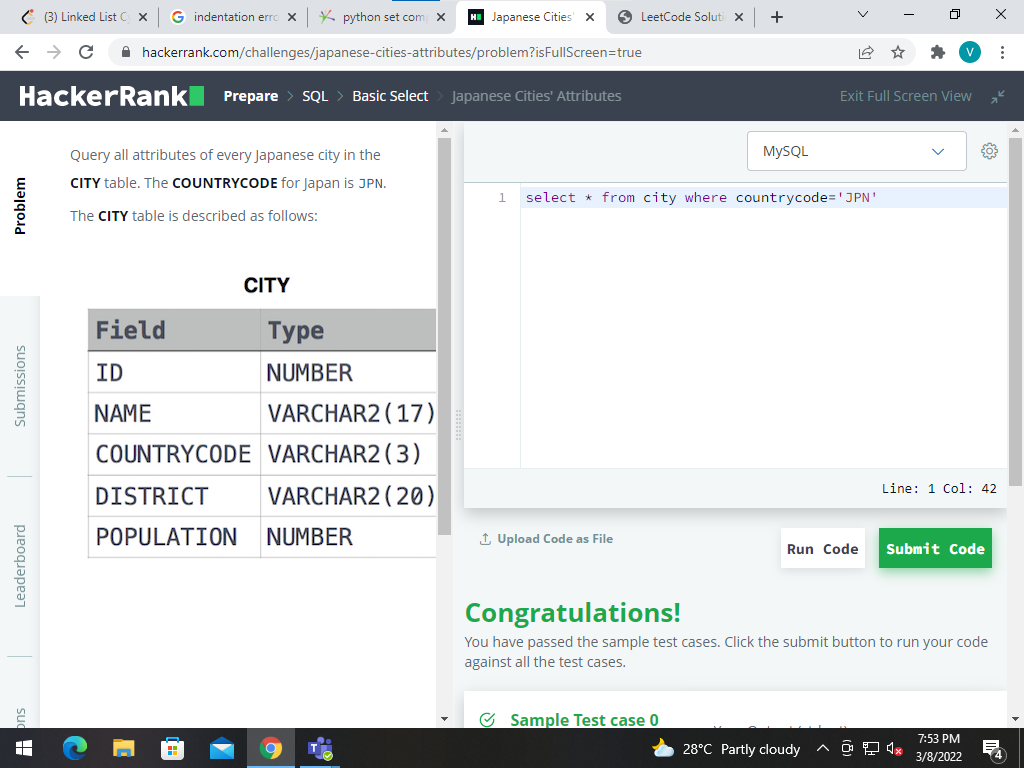 (3) Linked List C
indentation erro
python set com
Japanese Cities'
LeetCode Soluti
hackerrank.com/challenges/japanese-cities-attributes/problem?isFullScreen=true
V
HackerRank
Prepare > SQL > Basic Select > Japanese Cities' Attributes
Exit Full Screen View
Problem
Submissions
Leaderboard
ons
Query all attributes of every Japanese city in the
CITY table. The COUNTRYCODE for Japan is JPN.
The CITY table is described as follows:
CITY
Field Type
ID NUMBER
NAME VARCHAR2(17)
COUNTRYCODE VARCHAR2(3)
DISTRICT VARCHAR2(20)
POPULATION NUMBER
MySQL
1 select * from city where countrycode='JPN'
Line: 1 Col: 42
Upload Code as File
Run Code
Submit Code
Congratulations!
You have passed the sample test cases. Click the submit button to run your code
against all the test cases.
Sample Test case 0
28°C Partly cloudy
7:53 PM
3/8/2022
4